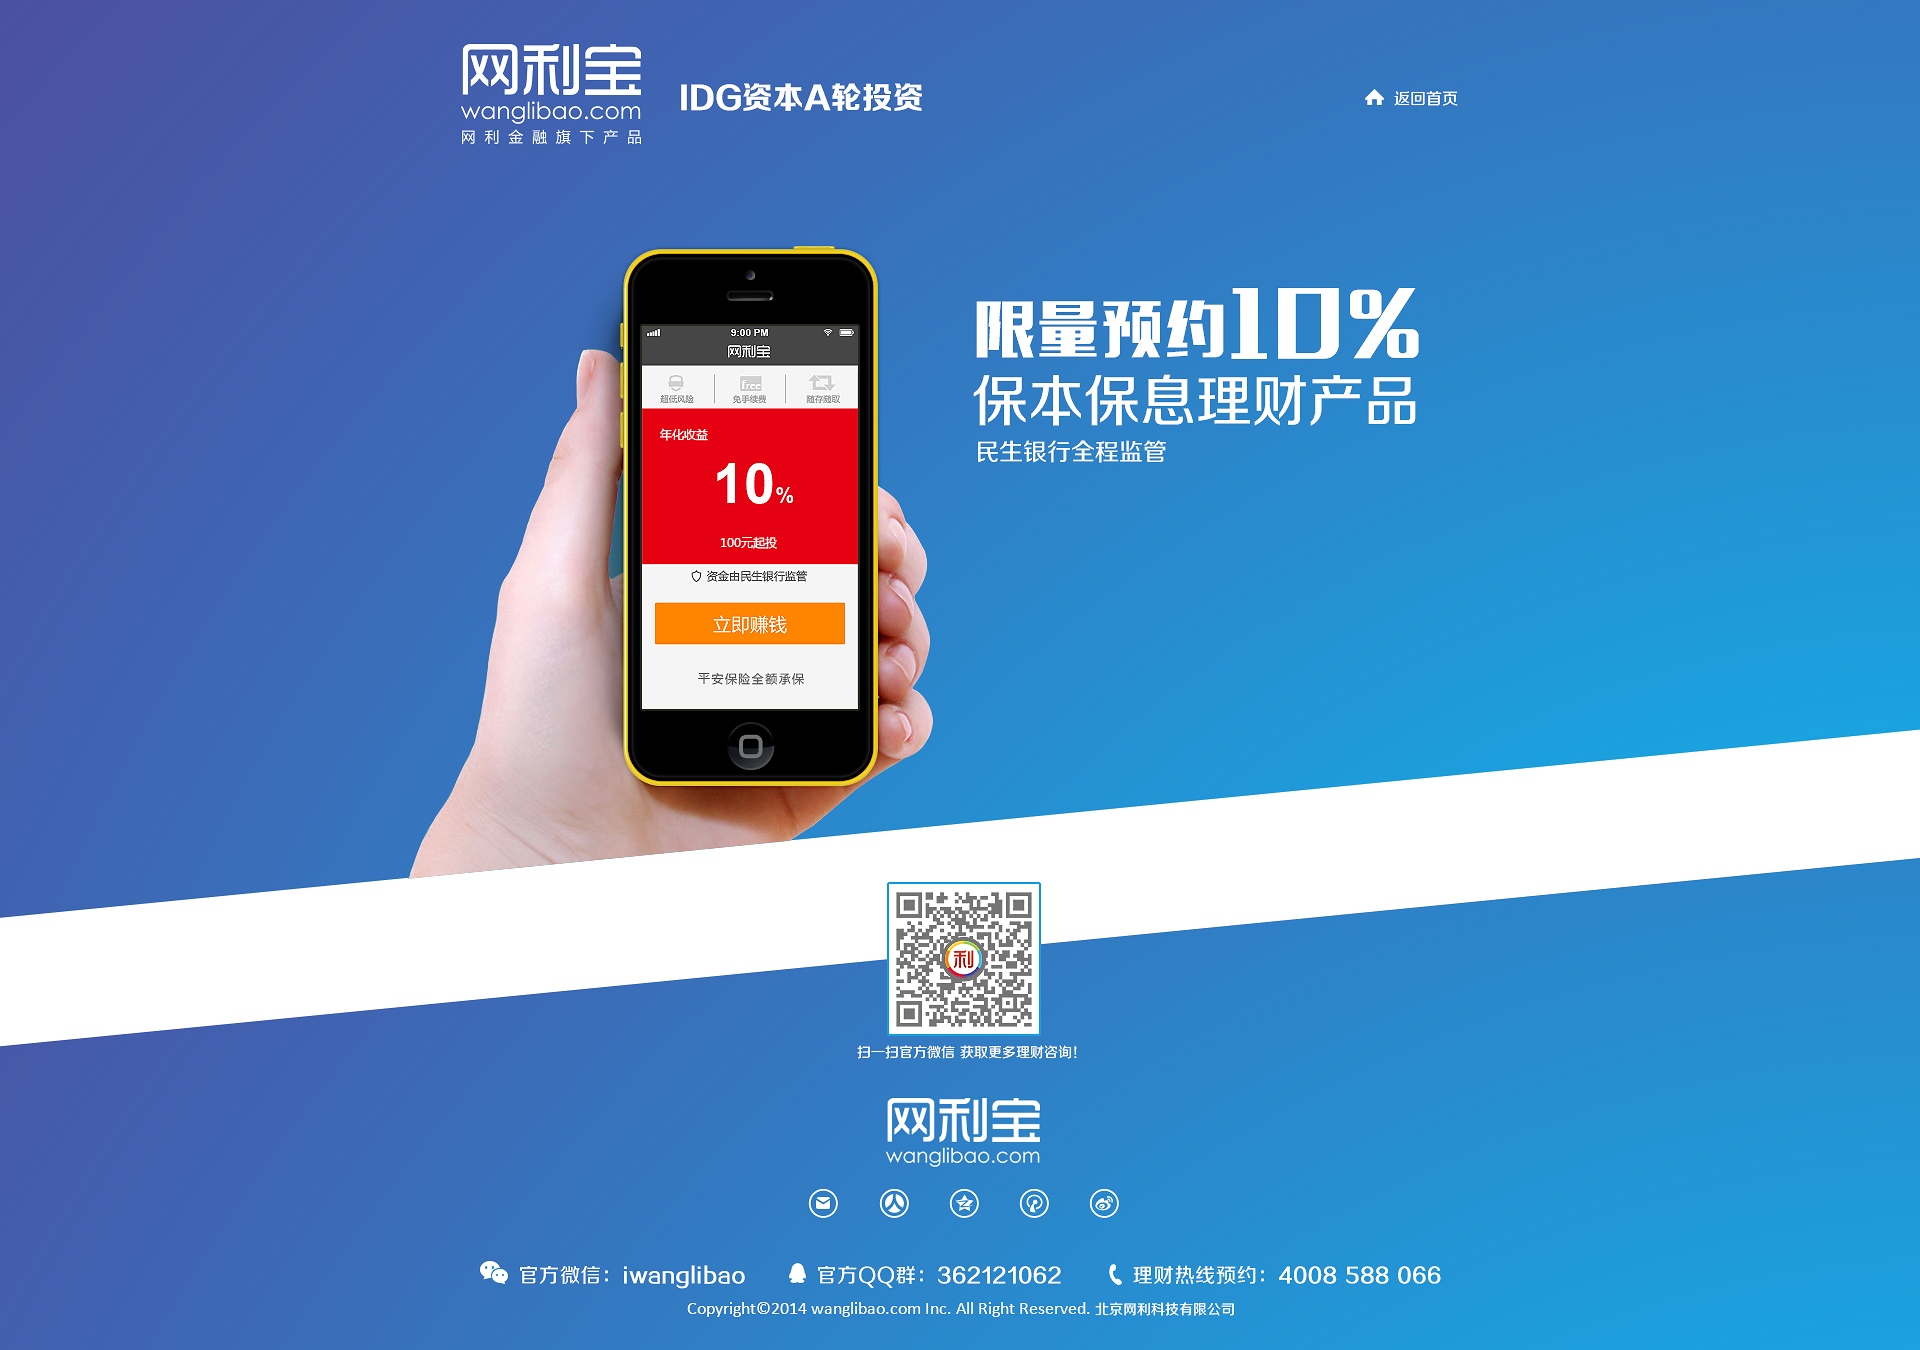 网利宝
wanglibao.com
网利金融旗下产品
IDG资本A轮投资
返回首页
9:00 PM
网利宝
超低风险
free
免手续费
随存随取
年化收益
10%
100元起投
资金由民生银行监管
立即赚钱
平安保险全额承保
限量预约10%
保本保息理财产品
民生银行全程监管
利
扫一扫官方微信 获取更多理财咨询！
网利宝
wanglibao.com
官方微信：iwanglibao
官方QQ群：362121062
理财热线预约：4008 588 066
Copyright©2014 wanglibao.com Inc. All Right Reserved. 北京网利科技有限公司